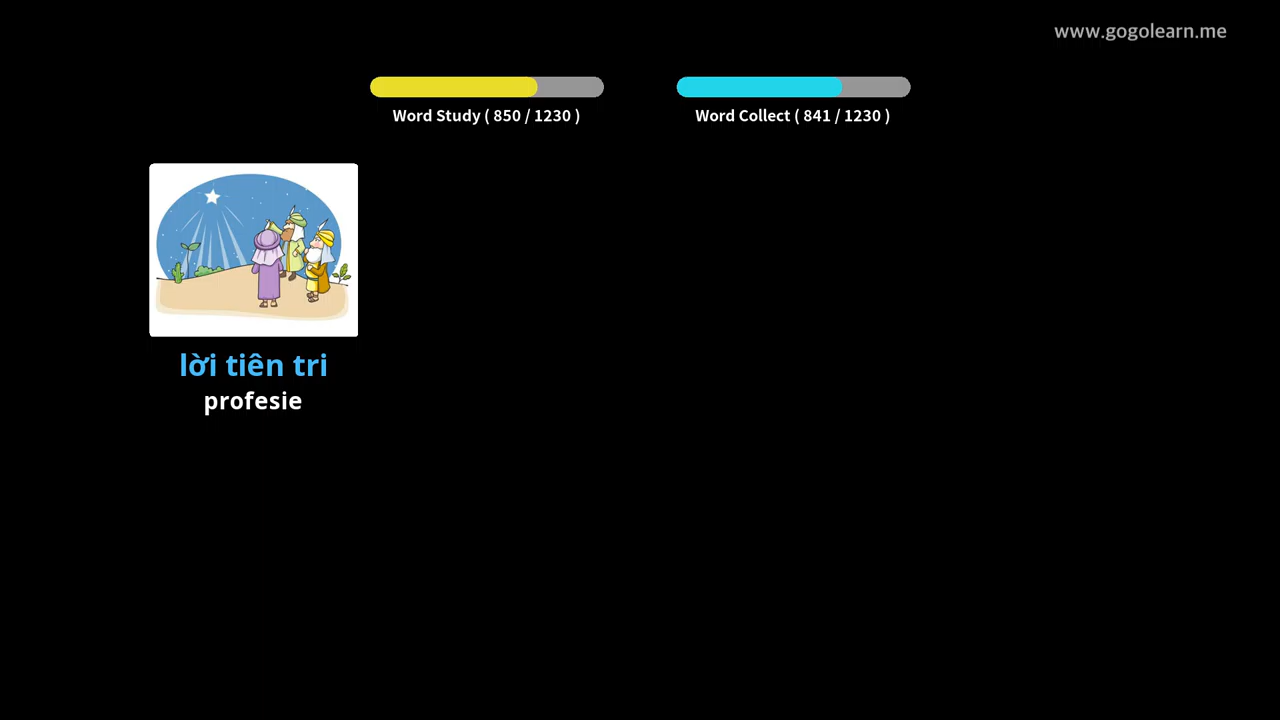 www.gogolearn.me
Word Study ( 850 / 1230 )
Word Collect ( 841 / 1230 )
lời tiên tri
profesie